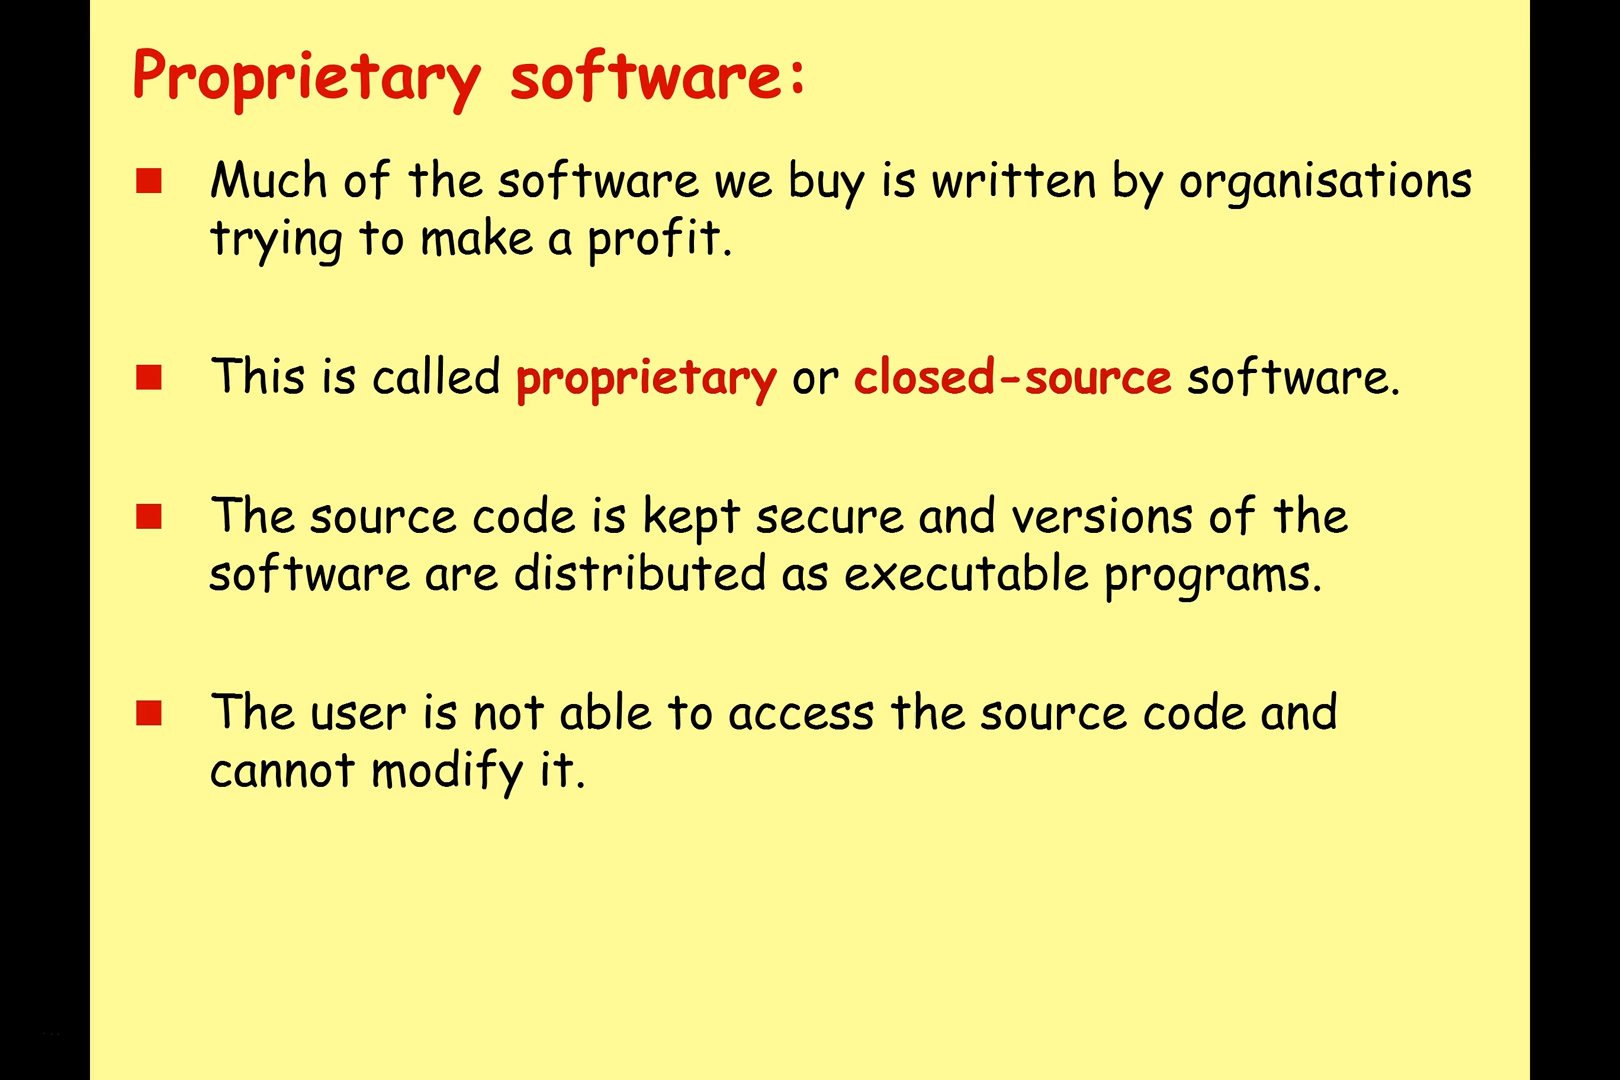 Proprietary software:
Much of the software we buy is written by organisations
trying to make a profit.
This is called proprietary or closed-source software.
The source code is kept secure and versions of the
software are distributed as executable programs.
The user is not able to access the source code and
cannot modify it.